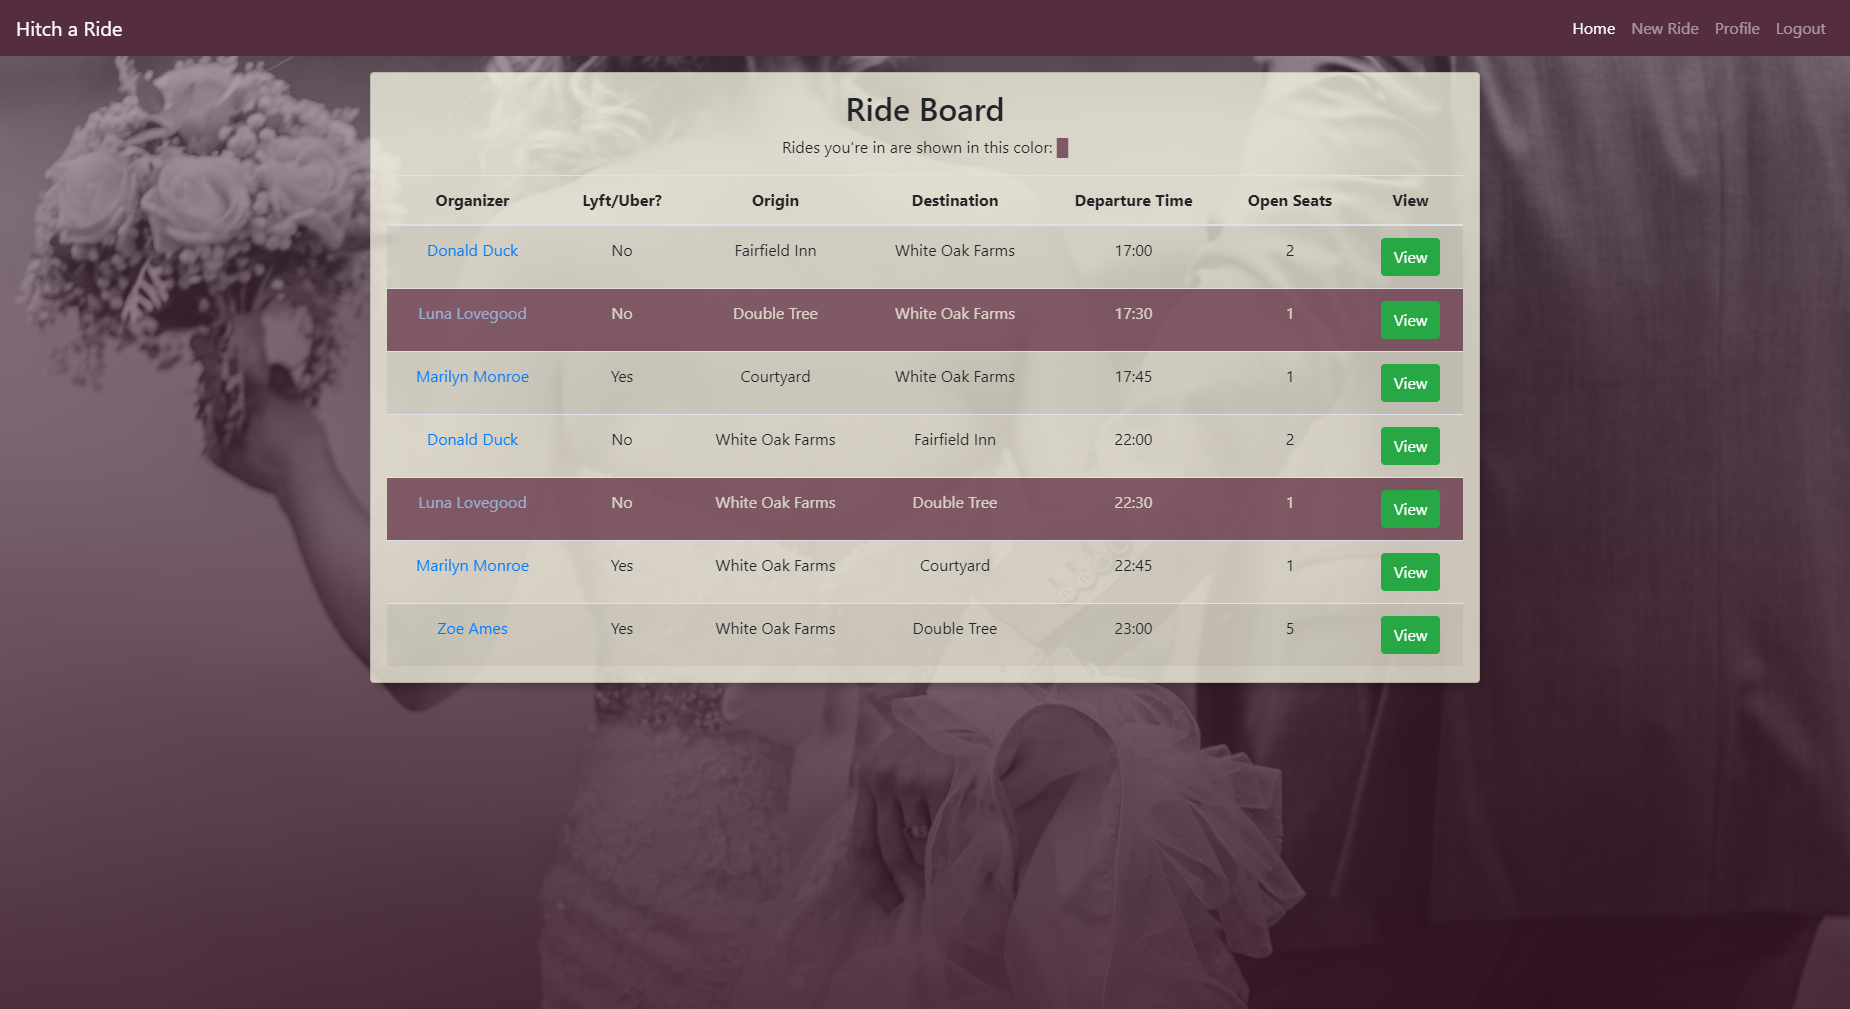 Hitch a Ride Home New Ride Profile Logout
Ride Board
Rides you're in are shown in this color:
Organizer Lyft/Uber? Origin Destination Departure Time Open Seats View
Donald Duck No Fairfield Inn White Oak Farms 17:00 2 View
Luna Lovegood No Double Tree White Oak Farms 17:30 1 View
Marilyn Monroe Yes Courtyard White Oak Farms 17:45 1 View
Donald Duck No White Oak Farms Fairfield Inn 22:00 2 View
Luna Lovegood No White Oak Farms Double Tree 22:30 1 View
Marilyn Monroe Yes White Oak Farms Courtyard 22:45 1 View
Zoe Ames Yes White Oak Farms Double Tree 23:00 5 View